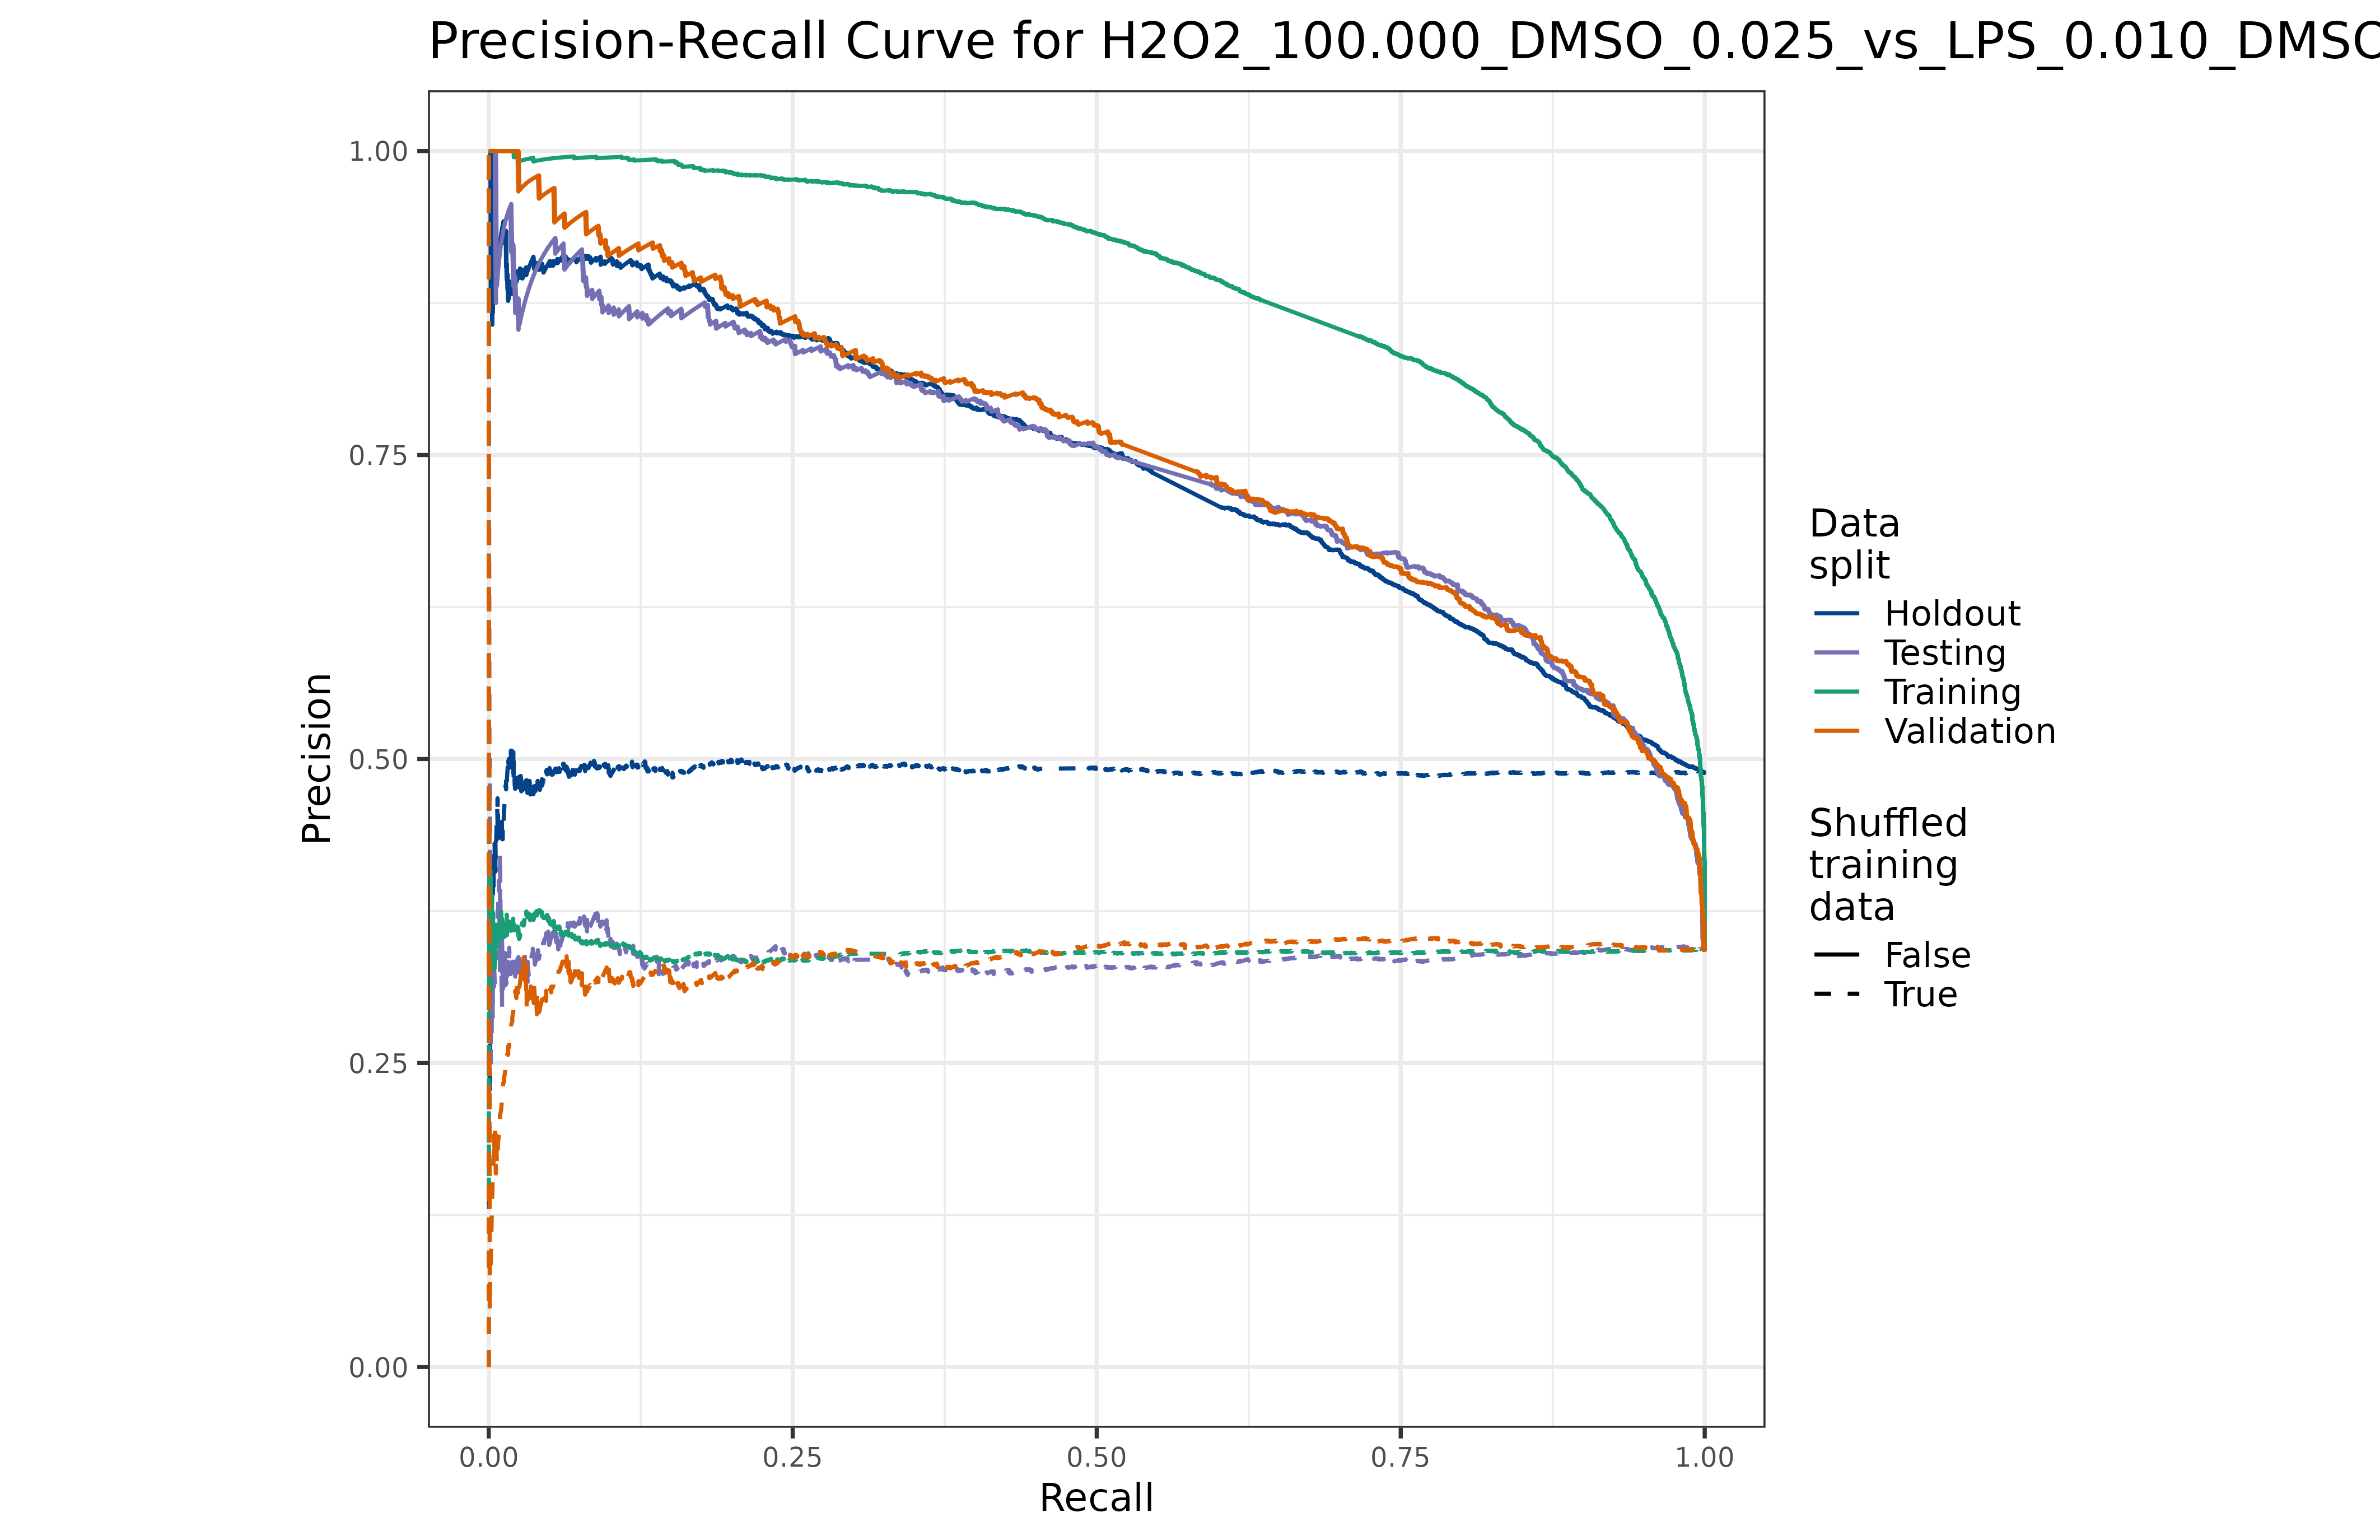 Precision-Recall Curve for H2O2_100.000_DMSO_0.025_vs_LPS_0.010_DMSO
1.00
0.75
0.50
0.25
0.00
Precision
0.00 0.25 0.50 0.75 1.00
Recall
Data
split
Holdout
Testing
Training
Validation
Shuffled
training
data
False
True